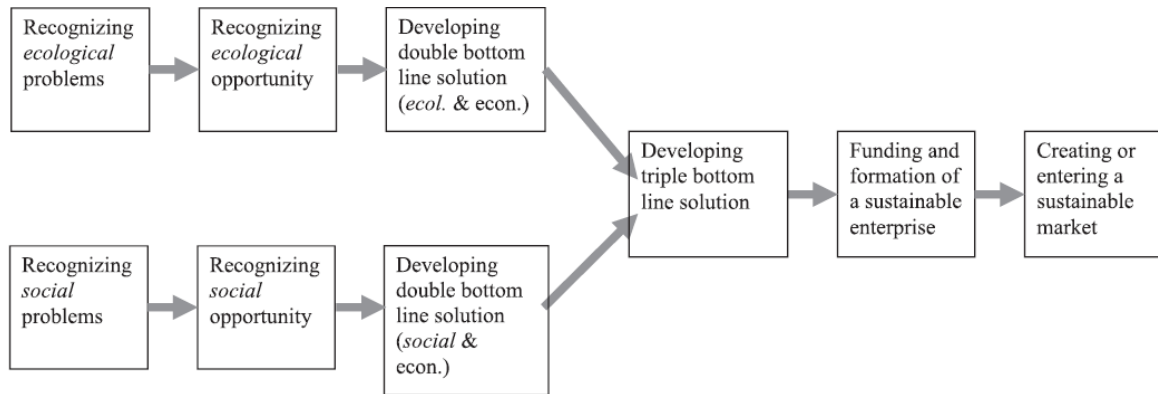 Recognizing
ecological
problems
Recognizing
ecological
opportunity
Developing
double bottom
line solution
(ecol. & econ.)
Developing
triple bottom
line solution
Funding and
formation of
a sustainable
enterprise
Creating or
entering a
sustainable
market
Recognizing
social
problems
Recognizing
social
opportunity
Developing
double bottom
line solution
(social &
econ.)